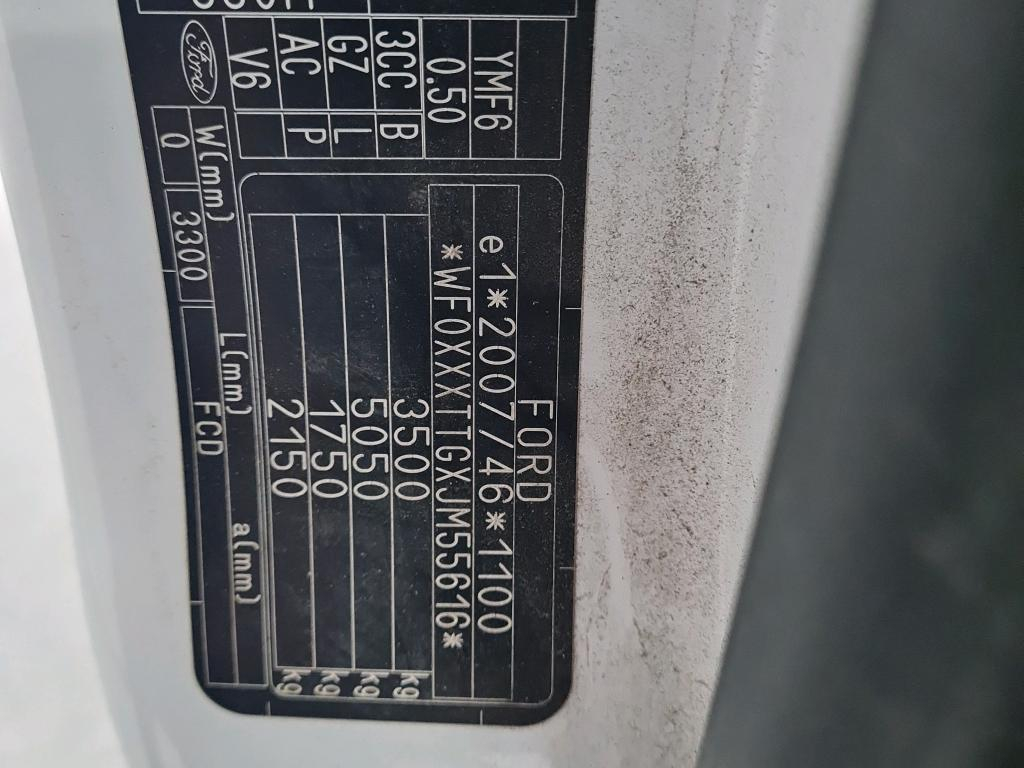 FORD
e1*2007/46*1100
*WF0XXXTTGXJM55616*
3500 kg
5050 kg
1750 kg
2150 kg
YMF6
0.50
3CC B
GZ L
AC P
V6
Ford
W(mm) L(mm) a(mm)
0 3300 FCD